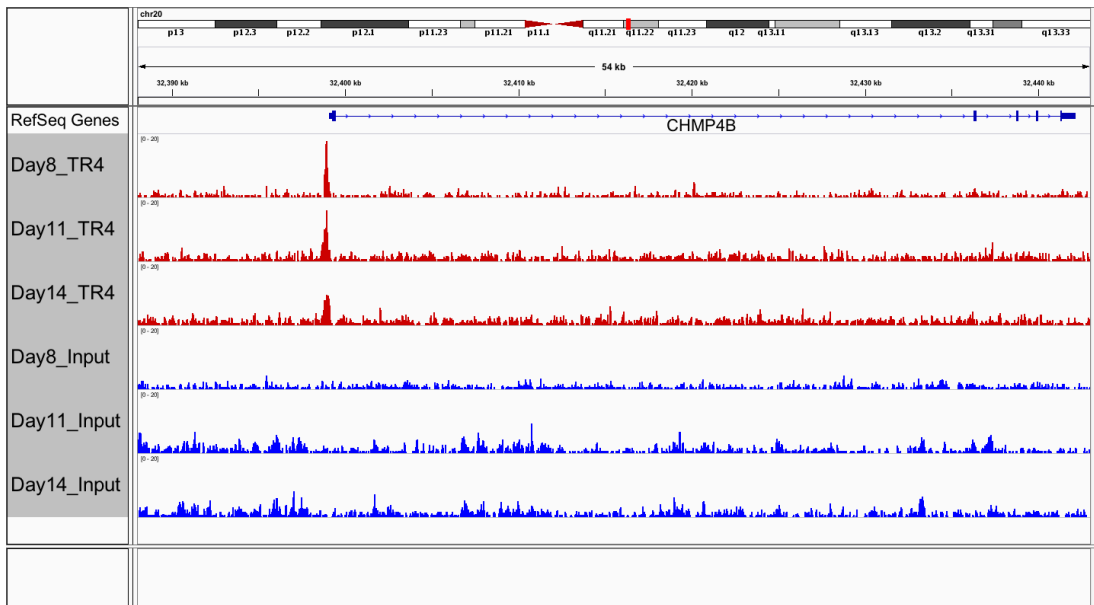 chr20
p13 p12.3 p12.2 p12.1 p11.23 p11.21 p11.1 q11.21 q11.22 q11.23 q12 q13.11 q13.13 q13.2 q13.31 q13.33
54 kb
32,390 kb 32,400 kb 32,410 kb 32,420 kb 32,430 kb 32,440 kb
RefSeq Genes
CHMP4B
[0 - 20]
Day8_TR4
[0 - 20]
Day11_TR4
[0 - 20]
Day14_TR4
[0 - 20]
Day8_Input
[0 - 20]
Day11_Input
[0 - 20]
Day14_Input